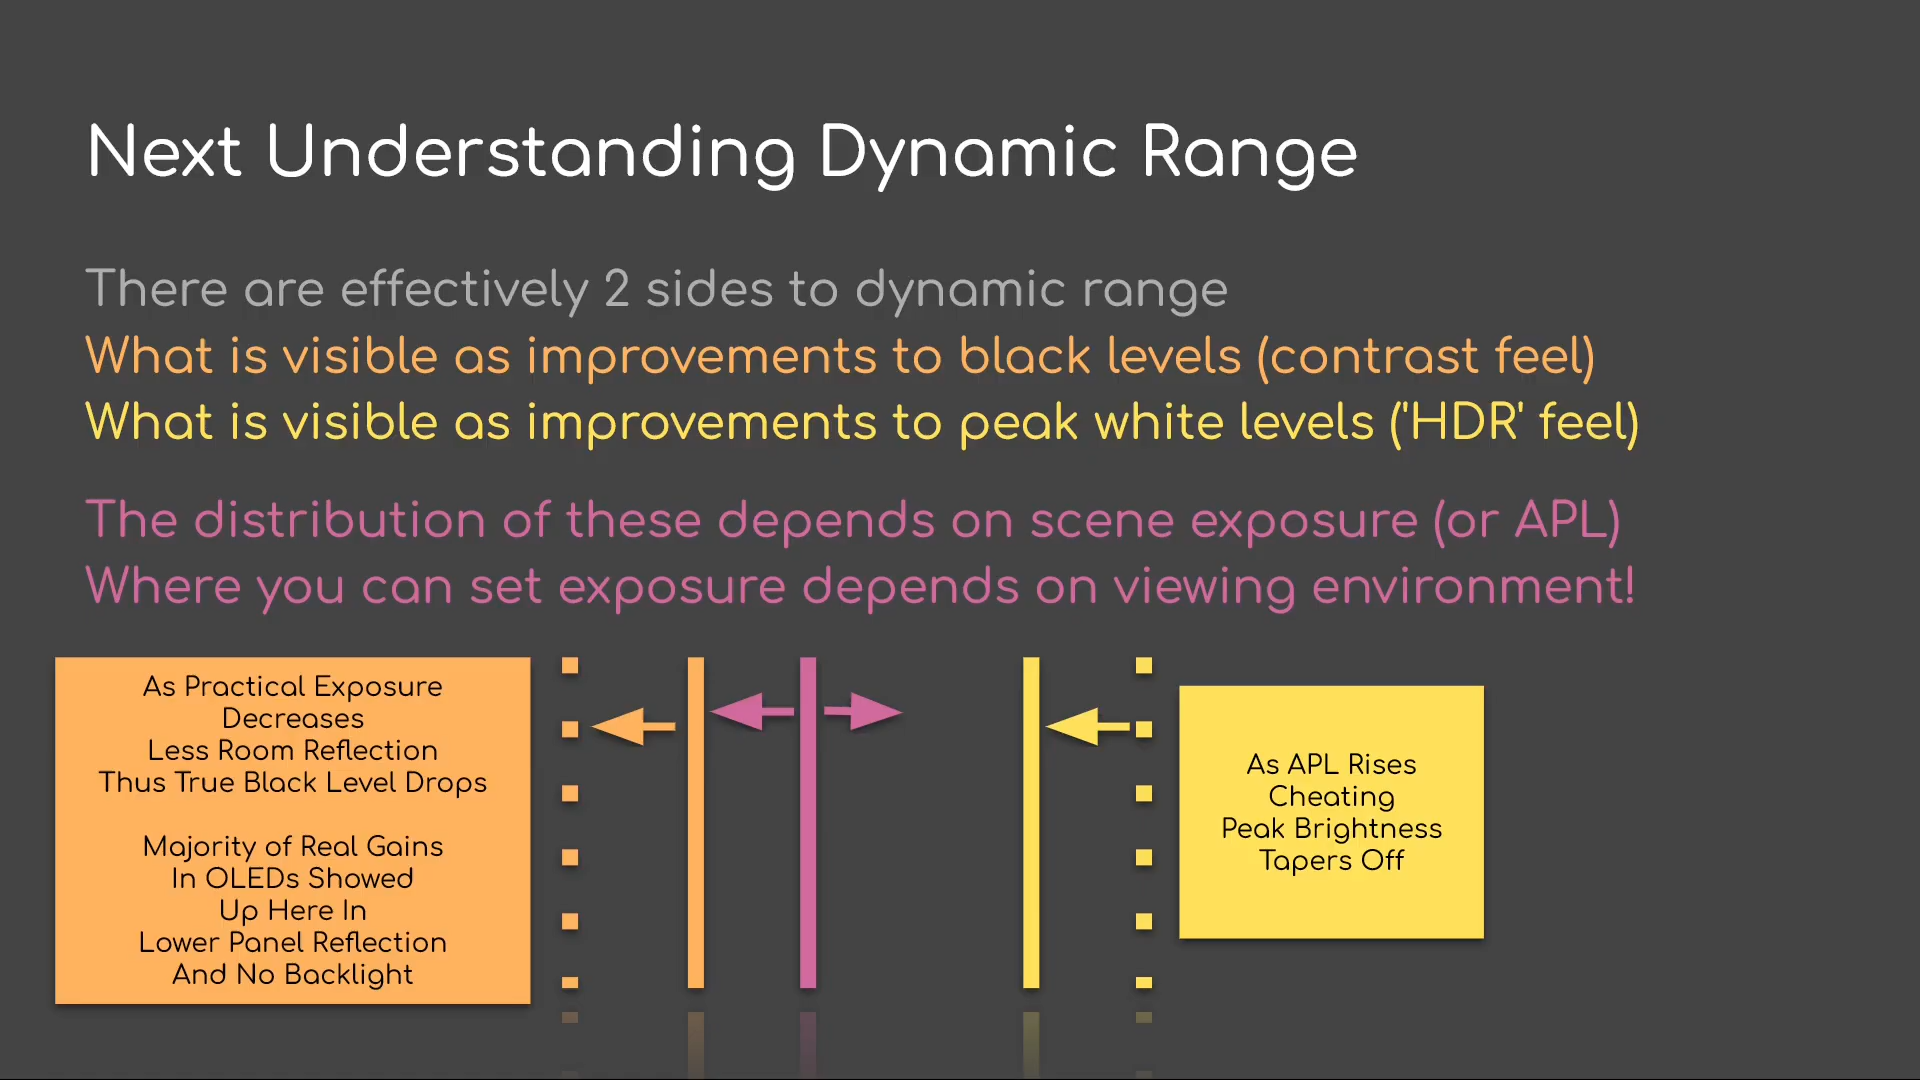 Next Understanding Dynamic Range
There are effectively 2 sides to dynamic range
What is visible as improvements to black levels (contrast feel)
What is visible as improvements to peak white levels ('HDR' feel)
The distribution of these depends on scene exposure (or APL)
Where you can set exposure depends on viewing environment!
As Practical Exposure
Decreases
Less Room Reflection
Thus True Black Level Drops
Majority of Real Gains
In OLEDs Showed
Up Here In
Lower Panel Reflection
And No Backlight
As APL Rises
Cheating
Peak Brightness
Tapers Off